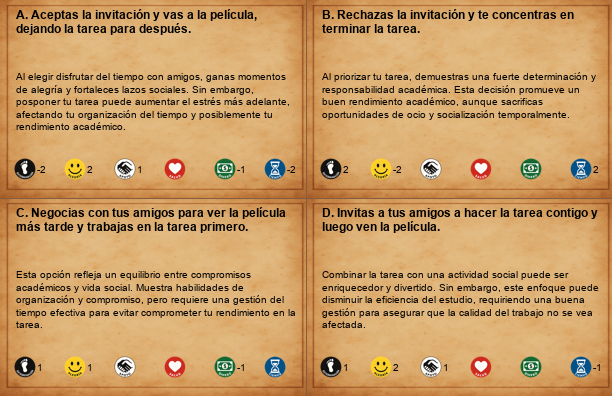 A. Aceptas la invitación y vas a la película,
dejando la tarea para después.
Al elegir disfrutar del tiempo con amigos, ganas momentos
de alegría y fortaleces lazos sociales. Sin embargo,
posponer tu tarea puede aumentar el estrés más adelante,
afectando tu organización del tiempo y posiblemente tu
rendimiento académico.
-2 2 1 -1 -2
B. Rechazas la invitación y te concentras en
terminar la tarea.
Al priorizar tu tarea, demuestras una fuerte determinación y
responsabilidad académica. Esta decisión promueve un
buen rendimiento académico, aunque sacrificas
oportunidades de ocio y socialización temporalmente.
2 -2 2
C. Negocias con tus amigos para ver la película
más tarde y trabajas en la tarea primero.
Esta opción refleja un equilibrio entre compromisos
académicos y vida social. Muestra habilidades de
organización y compromiso, pero requiere una gestión del
tiempo efectiva para evitar comprometer tu rendimiento en la
tarea.
1 1 -1
D. Invitas a tus amigos a hacer la tarea contigo y
luego ven la película.
Combinar la tarea con una actividad social puede ser
enriquecedor y divertido. Sin embargo, este enfoque puede
disminuir la eficiencia del estudio, requiriendo una buena
gestión para asegurar que la calidad del trabajo no se vea
afectada.
1 2 1 -1